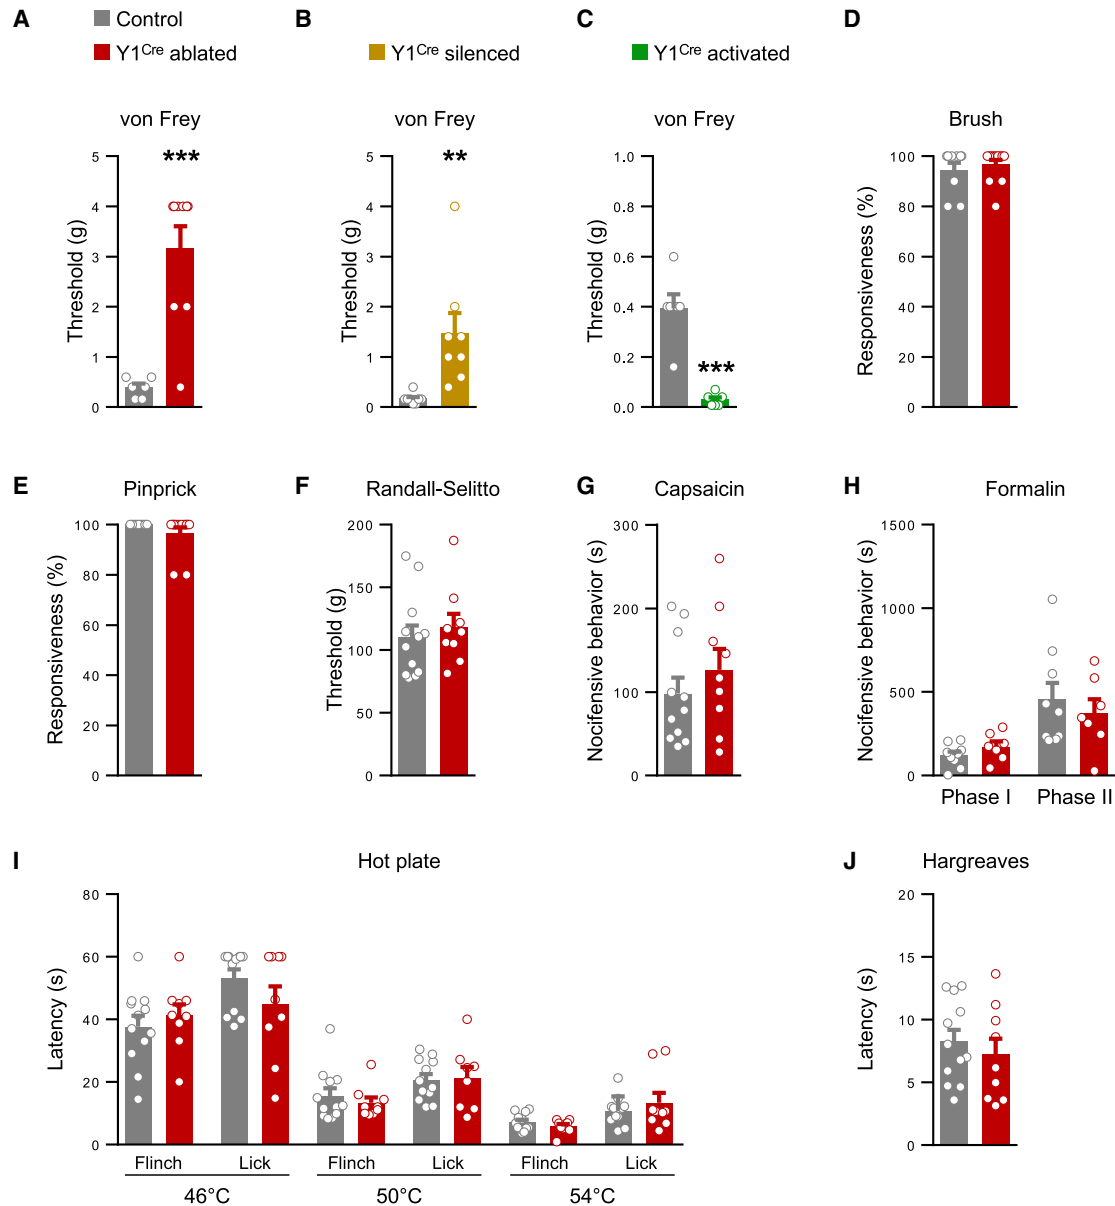 A
Control
Y1Cre ablated
von Frey
***
Threshold (g)
5
4
3
2
1
0
B
Y1Cre silenced
von Frey
**
Threshold (g)
5
4
3
2
1
0
C
Y1Cre activated
von Frey
***
Threshold (g)
1.0
0.8
0.6
0.4
0.2
0.0
D
Brush
Responsiveness (%)
100
80
60
40
20
0
E
Pinprick
Responsiveness (%)
100
80
60
40
20
0
F
Randall-Selitto
Threshold (g)
200
150
100
50
0
G
Capsaicin
Nocifensive behavior (s)
300
200
100
0
H
Formalin
Nocifensive behavior (s)
1500
1000
500
0
Phase I
Phase II
I
Hot plate
Latency (s)
80
60
40
20
0
Flinch
Lick
Flinch
Lick
Flinch
Lick
46°C
50°C
54°C
J
Hargreaves
Latency (s)
20
15
10
5
0